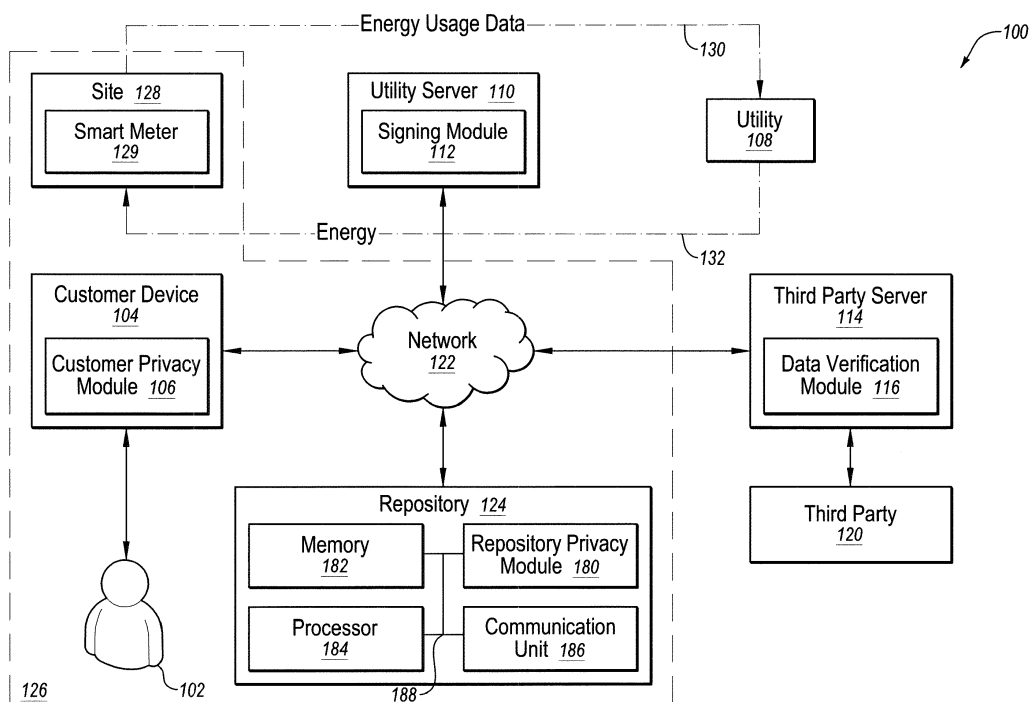 Energy Usage Data
130
100
Site 128
Smart Meter
129
Utility Server 110
Signing Module
112
Utility
108
Energy
132
Customer Device
104
Customer Privacy
Module 106
Network
122
Third Party Server
114
Data Verification
Module 116
Repository 124
Memory
182
Repository Privacy
Module 180
Processor
184
Communication
Unit 186
Third Party
120
102
188
126